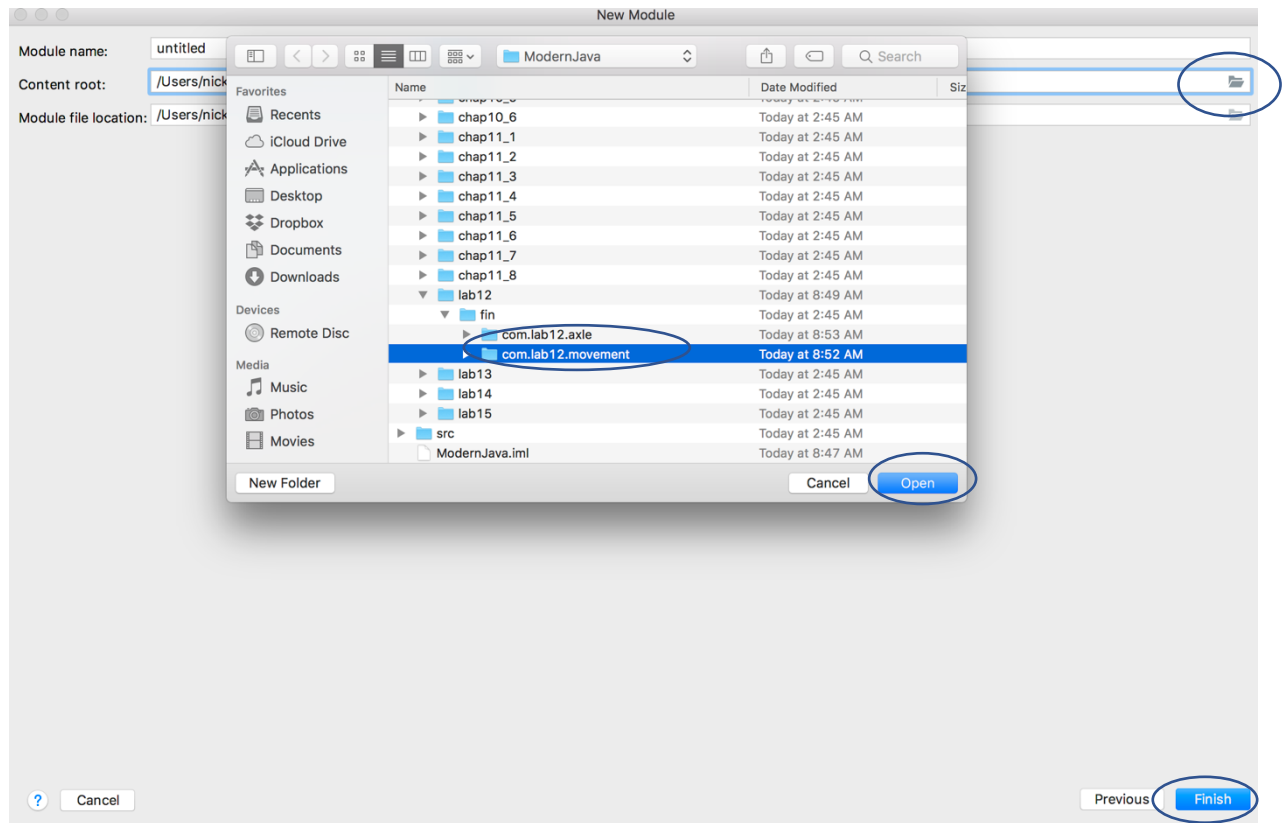 New Module
Module name: untitled
Content root: /Users/nick
Module file location: /Users/nick
ModernJava
Search
Favorites
Recents
iCloud Drive
Applications
Desktop
Dropbox
Documents
Downloads
Devices
Remote Disc
Media
Music
Photos
Movies
Name Date Modified Siz
chap10_6 Today at 2:45 AM
chap11_1 Today at 2:45 AM
chap11_2 Today at 2:45 AM
chap11_3 Today at 2:45 AM
chap11_4 Today at 2:45 AM
chap11_5 Today at 2:45 AM
chap11_6 Today at 2:45 AM
chap11_7 Today at 2:45 AM
chap11_8 Today at 2:45 AM
lab12 Today at 8:49 AM
fin Today at 2:45 AM
com.lab12.axle Today at 8:53 AM
com.lab12.movement Today at 8:52 AM
lab13 Today at 2:45 AM
lab14 Today at 2:45 AM
lab15 Today at 2:45 AM
src Today at 2:45 AM
ModernJava.iml Today at 8:47 AM
New Folder Cancel Open
? Cancel Previous Finish